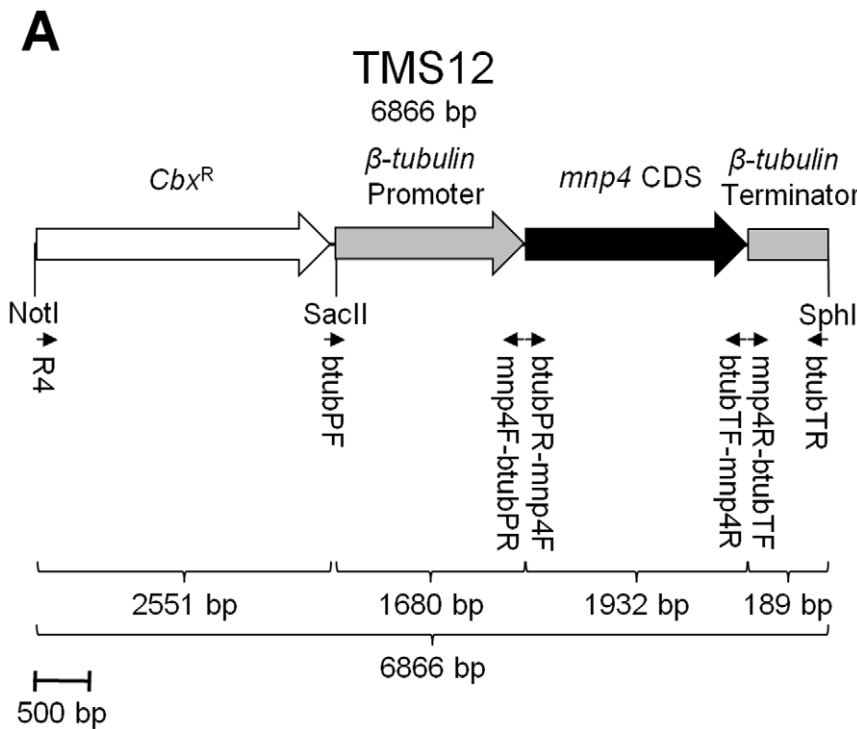 A
TMS12
6866 bp
Cbxᴿ
β-tubulin
Promoter
mnp4 CDS
β-tubulin
Terminator
NotI
SacII
SphI
R4
btubPF
mnp4F-btubPR
btubPR-mnp4F
btubTF-mnp4R
mnp4R-btubTF
btubTR
2551 bp
1680 bp
1932 bp
189 bp
6866 bp
500 bp